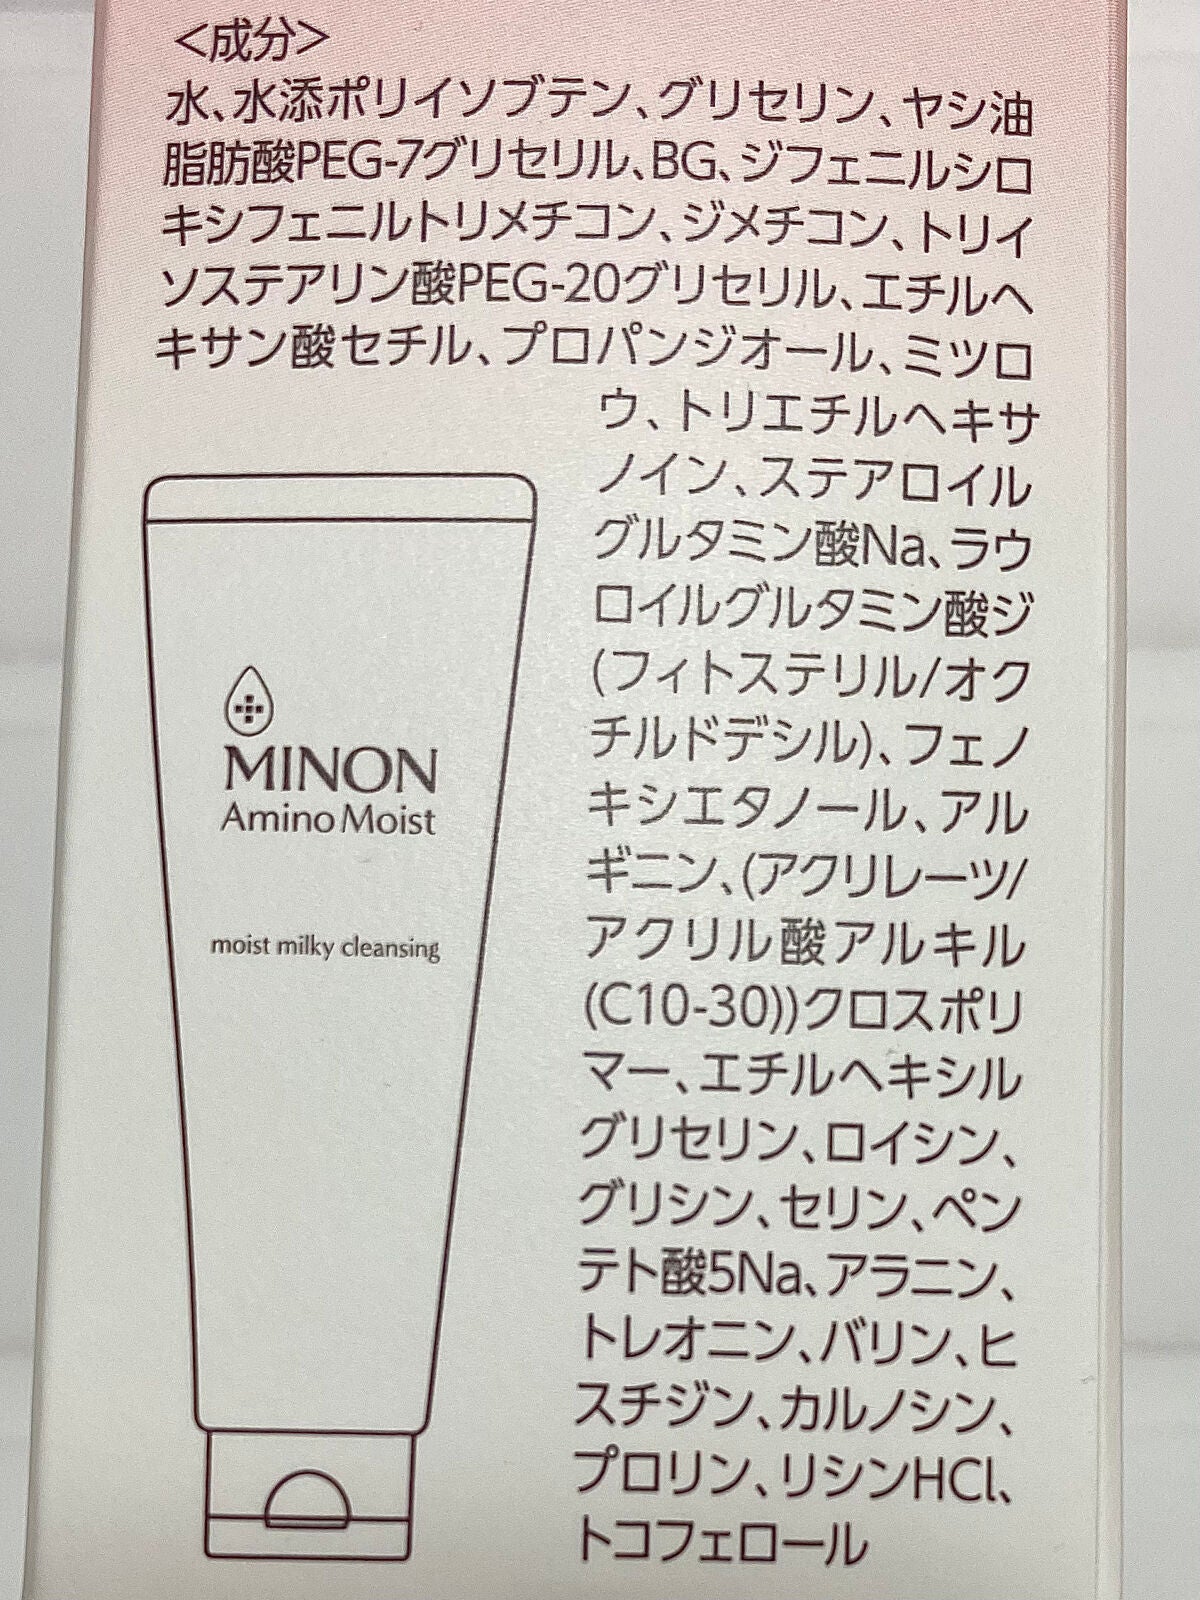 <成分>
水、水添ポリイソブテン、グリセリン、ヤシ油
脂肪酸PEG-7グリセリル、BG、ジフェニルシロ
キシフェニルトリメチコン、ジメチコン、トリイ
ソステアリン酸PEG-20グリセリル、エチルヘ
キサン酸セチル、プロパンジオール、ミツロ
ウ、トリエチルヘキサ
ノイン、ステアロイル
グルタミン酸Na、ラウ
ロイルグルタミン酸ジ
(フィトステリル/オク
チルドデシル)、フェノ
キシエタノール、アル
ギニン、(アクリレーツ/
アクリル酸アルキル
(C10-30))クロスポリ
マー、エチルヘキシル
グリセリン、ロイシン、
グリシン、セリン、ペン
テト酸5Na、アラニン、
トレオニン、バリン、ヒ
スチジン、カルノシン、
プロリン、リシンHCl、
トコフェロール
MINON
Amino Moist
moist milky cleansing